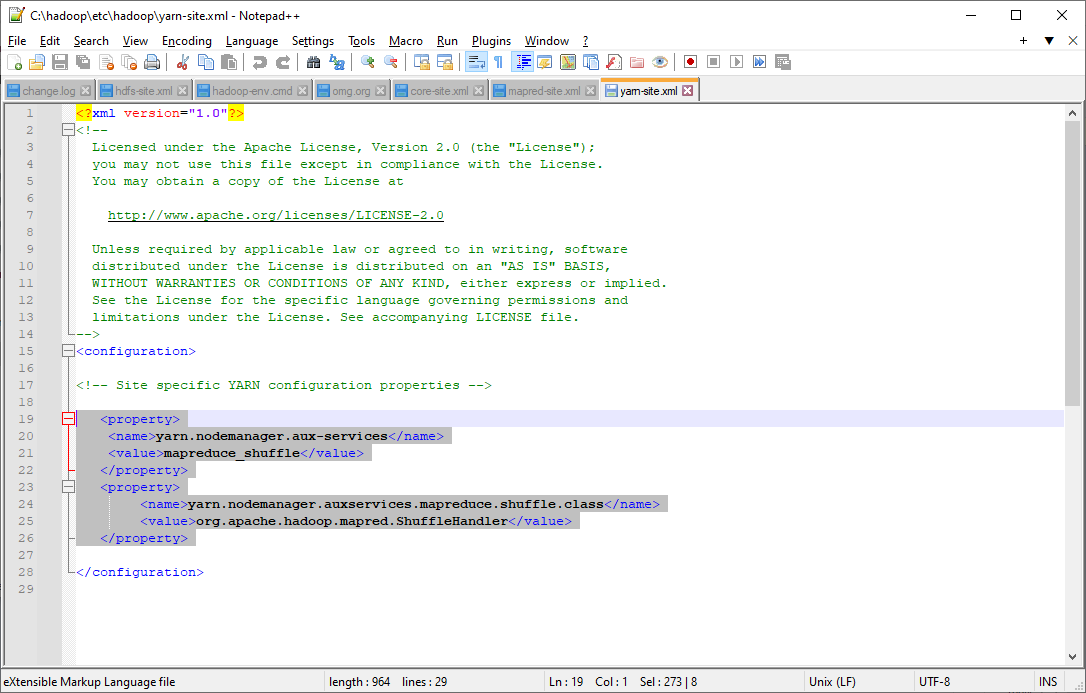 C:\hadoop\etc\hadoop\yarn-site.xml - Notepad++
File Edit Search View Encoding Language Settings Tools Macro Run Plugins Window ?
change.log hdfs-site.xml hadoop-env.cmd omg.org core-site.xml mapred-site.xml yarn-site.xml
1 <?xml version="1.0"?>
2 <!--
3 Licensed under the Apache License, Version 2.0 (the "License");
4 you may not use this file except in compliance with the License.
5 You may obtain a copy of the License at
6
7 http://www.apache.org/licenses/LICENSE-2.0
8
9 Unless required by applicable law or agreed to in writing, software
10 distributed under the License is distributed on an "AS IS" BASIS,
11 WITHOUT WARRANTIES OR CONDITIONS OF ANY KIND, either express or implied.
12 See the License for the specific language governing permissions and
13 limitations under the License. See accompanying LICENSE file.
14 -->
15 <configuration>
16
17 <!-- Site specific YARN configuration properties -->
18
19 <property>
20 <name>yarn.nodemanager.aux-services</name>
21 <value>mapreduce_shuffle</value>
22 </property>
23 <property>
24 <name>yarn.nodemanager.auxservices.mapreduce.shuffle.class</name>
25 <value>org.apache.hadoop.mapred.ShuffleHandler</value>
26 </property>
27
28 </configuration>
29
eXtensible Markup Language file length : 964 lines : 29 Ln : 19 Col : 1 Sel : 273 | 8 Unix (LF) UTF-8 INS